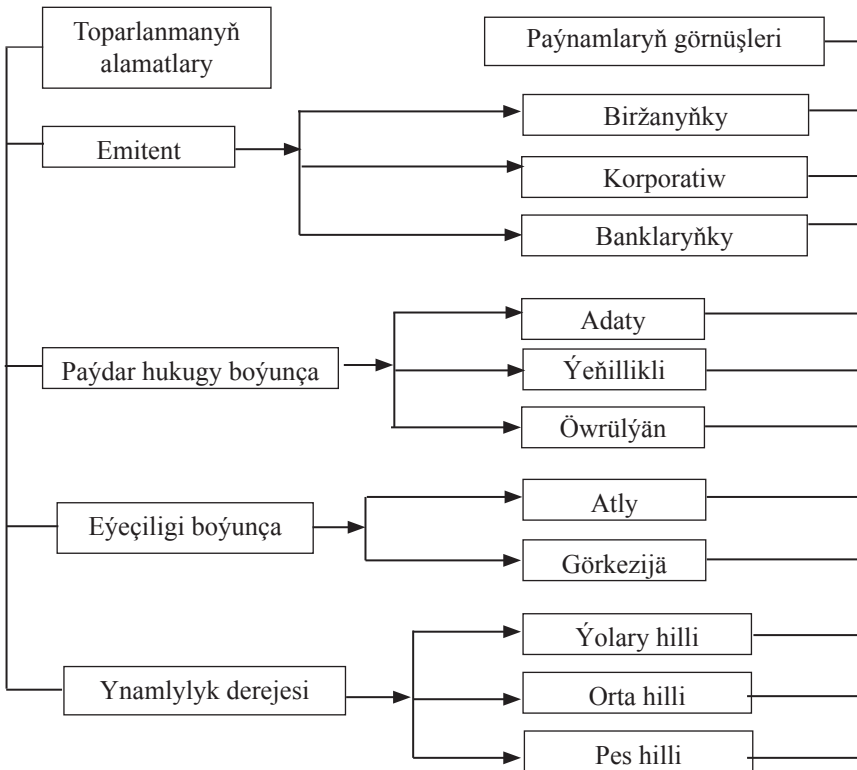 Toparlanmanyň
alamatlary
Paýnamlaryň görnüşleri
Emitent
Biržanyňky
Korporatiw
Banklaryňky
Paýdar hukugy boýunça
Adaty
Ýeňillikli
Öwrülýän
Eýeçiligi boýunça
Atly
Görkezijä
Ynamlylyk derejesi
Ýolary hilli
Orta hilli
Pes hilli